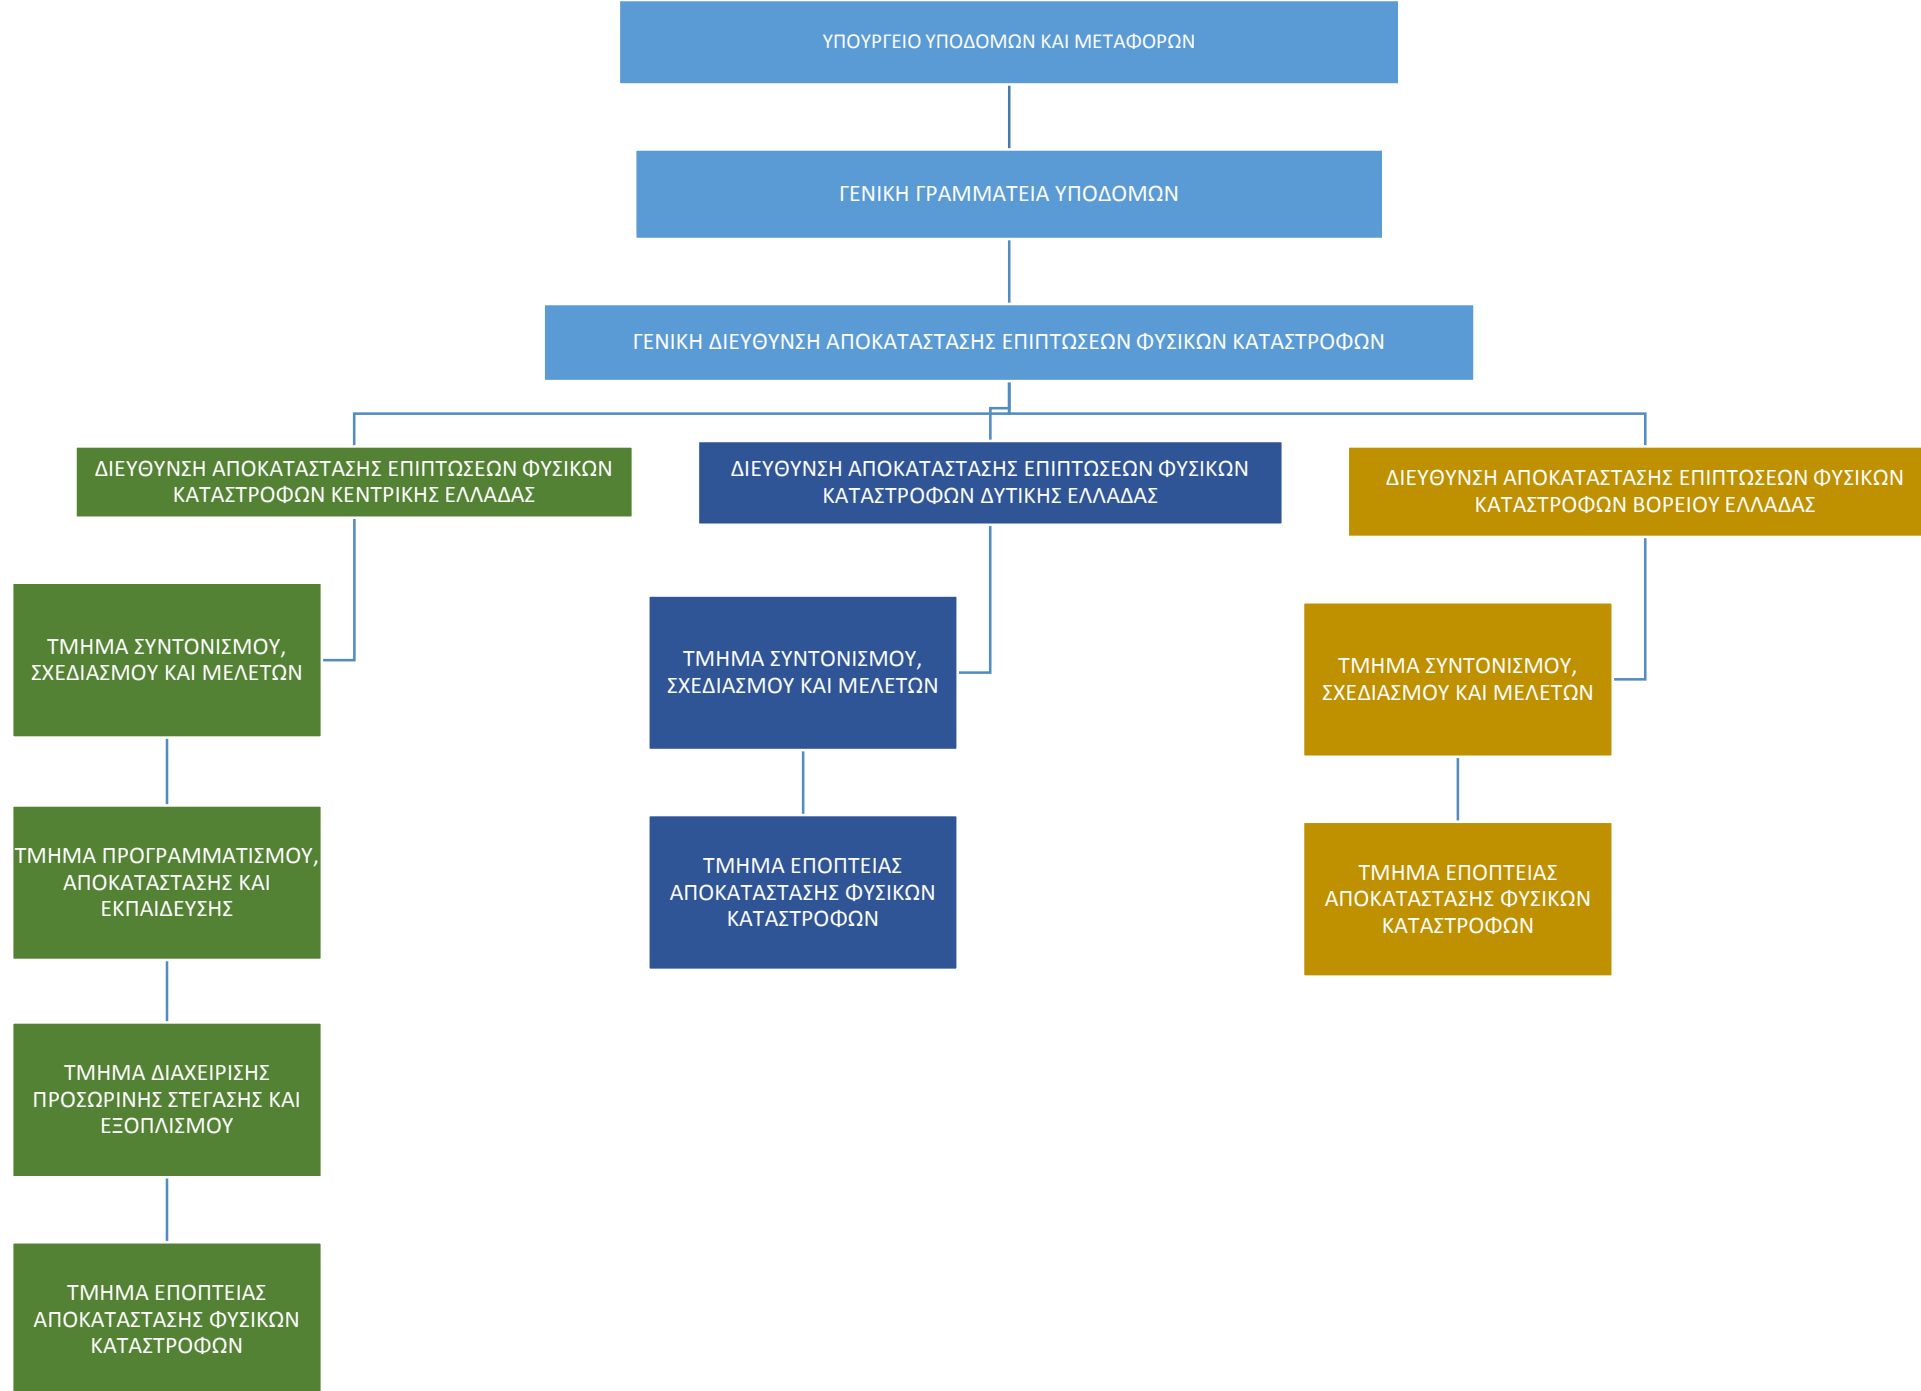 ΥΠΟΥΡΓΕΙΟ ΥΠΟΔΟΜΩΝ ΚΑΙ ΜΕΤΑΦΟΡΩΝ
ΓΕΝΙΚΗ ΓΡΑΜΜΑΤΕΙΑ ΥΠΟΔΟΜΩΝ
ΓΕΝΙΚΗ ΔΙΕΥΘΥΝΣΗ ΑΠΟΚΑΤΑΣΤΑΣΗΣ ΕΠΙΠΤΩΣΕΩΝ ΦΥΣΙΚΩΝ ΚΑΤΑΣΤΡΟΦΩΝ
ΔΙΕΥΘΥΝΣΗ ΑΠΟΚΑΤΑΣΤΑΣΗΣ ΕΠΙΠΤΩΣΕΩΝ ΦΥΣΙΚΩΝ
ΚΑΤΑΣΤΡΟΦΩΝ ΚΕΝΤΡΙΚΗΣ ΕΛΛΑΔΑΣ
ΤΜΗΜΑ ΣΥΝΤΟΝΙΣΜΟΥ,
ΣΧΕΔΙΑΣΜΟΥ ΚΑΙ ΜΕΛΕΤΩΝ
ΤΜΗΜΑ ΠΡΟΓΡΑΜΜΑΤΙΣΜΟΥ,
ΑΠΟΚΑΤΑΣΤΑΣΗΣ ΚΑΙ
ΕΚΠΑΙΔΕΥΣΗΣ
ΤΜΗΜΑ ΔΙΑΧΕΙΡΙΣΗΣ
ΠΡΟΣΩΡΙΝΗΣ ΣΤΕΓΑΣΗΣ ΚΑΙ
ΕΞΟΠΛΙΣΜΟΥ
ΤΜΗΜΑ ΕΠΟΠΤΕΙΑΣ
ΑΠΟΚΑΤΑΣΤΑΣΗΣ ΦΥΣΙΚΩΝ
ΚΑΤΑΣΤΡΟΦΩΝ
ΔΙΕΥΘΥΝΣΗ ΑΠΟΚΑΤΑΣΤΑΣΗΣ ΕΠΙΠΤΩΣΕΩΝ ΦΥΣΙΚΩΝ
ΚΑΤΑΣΤΡΟΦΩΝ ΔΥΤΙΚΗΣ ΕΛΛΑΔΑΣ
ΤΜΗΜΑ ΣΥΝΤΟΝΙΣΜΟΥ,
ΣΧΕΔΙΑΣΜΟΥ ΚΑΙ ΜΕΛΕΤΩΝ
ΤΜΗΜΑ ΕΠΟΠΤΕΙΑΣ
ΑΠΟΚΑΤΑΣΤΑΣΗΣ ΦΥΣΙΚΩΝ
ΚΑΤΑΣΤΡΟΦΩΝ
ΔΙΕΥΘΥΝΣΗ ΑΠΟΚΑΤΑΣΤΑΣΗΣ ΕΠΙΠΤΩΣΕΩΝ ΦΥΣΙΚΩΝ
ΚΑΤΑΣΤΡΟΦΩΝ ΒΟΡΕΙΟΥ ΕΛΛΑΔΑΣ
ΤΜΗΜΑ ΣΥΝΤΟΝΙΣΜΟΥ,
ΣΧΕΔΙΑΣΜΟΥ ΚΑΙ ΜΕΛΕΤΩΝ
ΤΜΗΜΑ ΕΠΟΠΤΕΙΑΣ
ΑΠΟΚΑΤΑΣΤΑΣΗΣ ΦΥΣΙΚΩΝ
ΚΑΤΑΣΤΡΟΦΩΝ